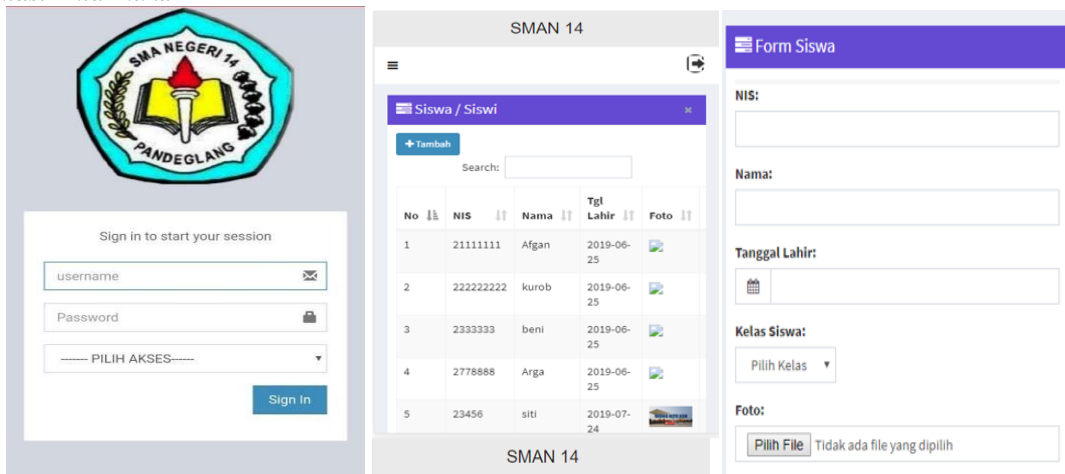 SMA NEGERI 14
PANDEGLANG
Sign in to start your session
username
Password
------- PILIH AKSES------
Sign In
SMAN 14
Siswa / Siswi
×
+Tambah
Search:
No NIS Nama Tgl Lahir Foto
1 21111111 Afgan 2019-06-25
2 222222222 kurob 2019-06-25
3 2333333 beni 2019-06-25
4 2778888 Arga 2019-06-25
5 23456 siti 2019-07-24
SMAN 14
Form Siswa
NIS:
Nama:
Tanggal Lahir:
Kelas Siswa:
Pilih Kelas
Foto:
Pilih File Tidak ada file yang dipilih